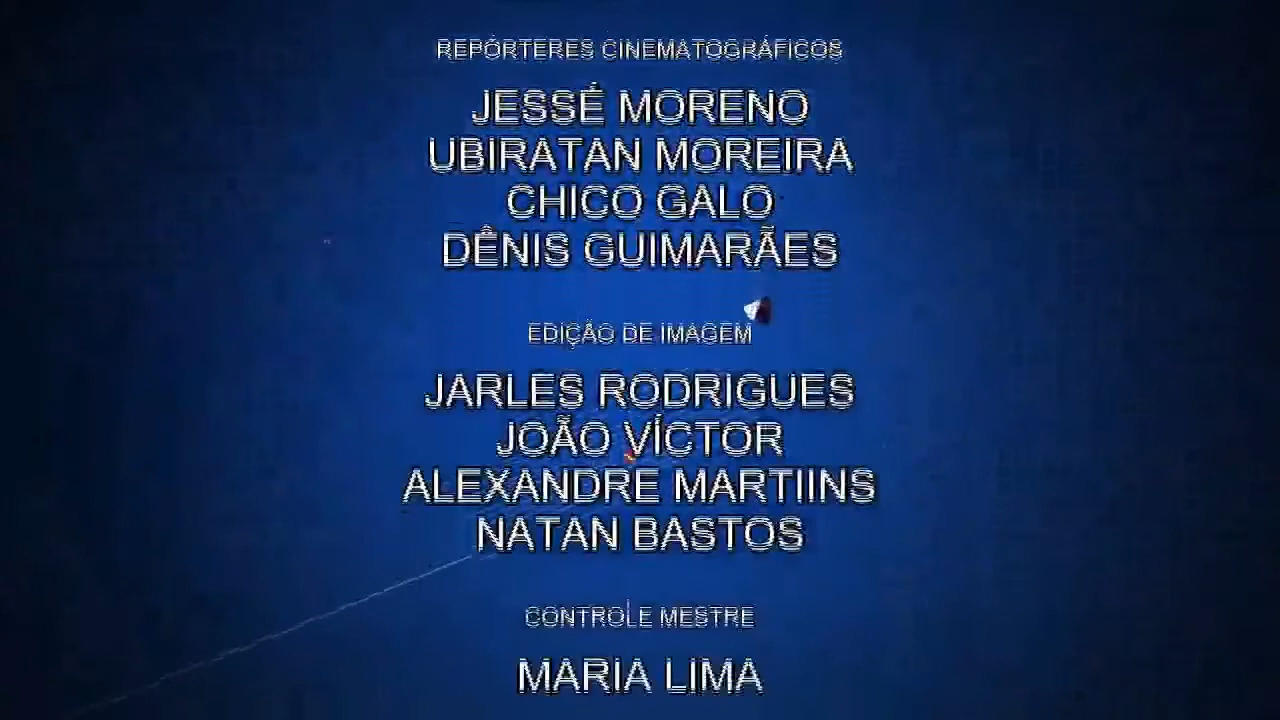 REPÓRTERES CINEMATOGRÁFICOS
JESSÉ MORENO
UBIRATAN MOREIRA
CHICO GALO
DÊNIS GUIMARÃES
EDIÇÃO DE IMAGEM
JARLES RODRIGUES
JOÃO VÍCTOR
ALEXANDRE MARTIINS
NATAN BASTOS
CONTROLE MESTRE
MARIA LIMA